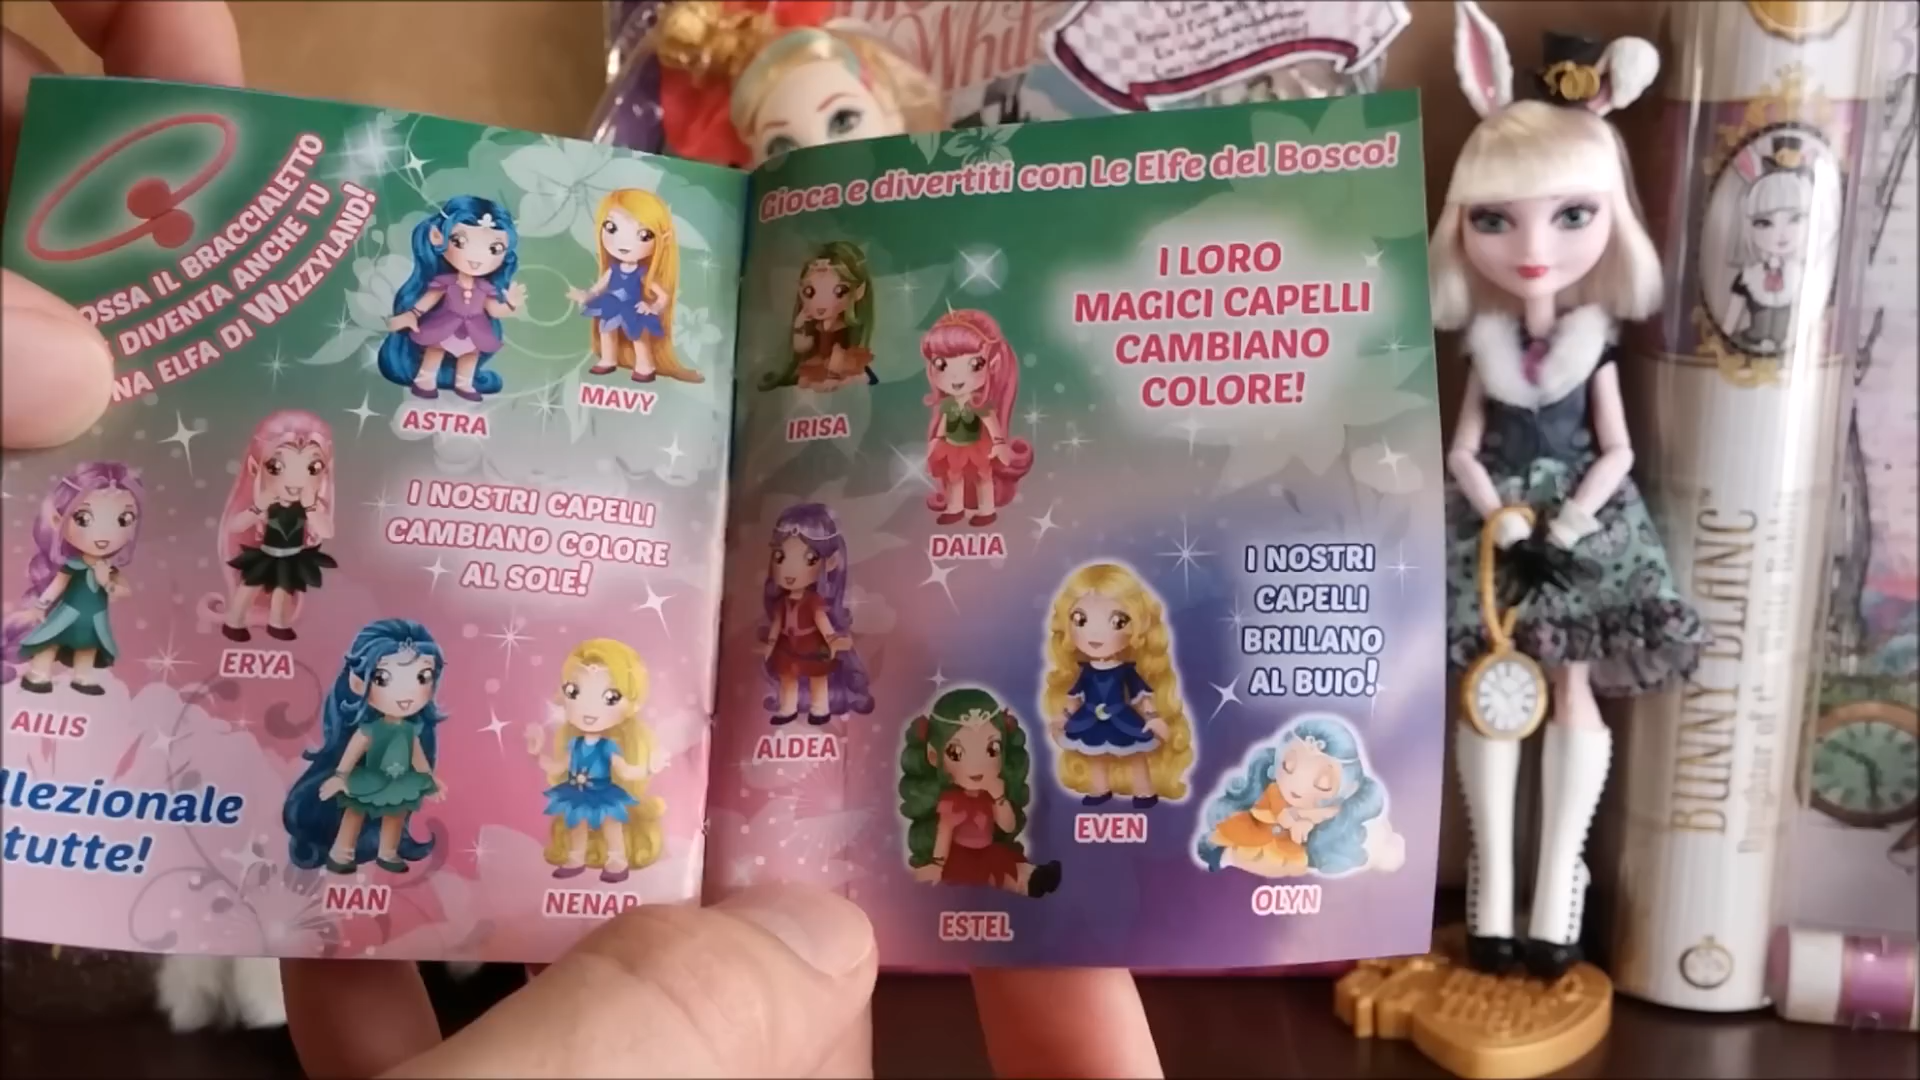 OSSA IL BRACCIALETTO
DIVENTA ANCHE TU
NA ELFA DI WIZZYLAND!
ASTRA
MAVY
I NOSTRI CAPELLI
CAMBIANO COLORE
AL SOLE!
ERYA
AILIS
llezionale
tutte!
NAN
NENAR
Gioca e divertiti con Le Elfe del Bosco!
I LORO
MAGICI CAPELLI
CAMBIANO
COLORE!
IRISA
DALIA
ALDEA
I NOSTRI
CAPELLI
BRILLANO
AL BUIO!
EVEN
ESTEL
OLYN
White
BUNNY BLANC